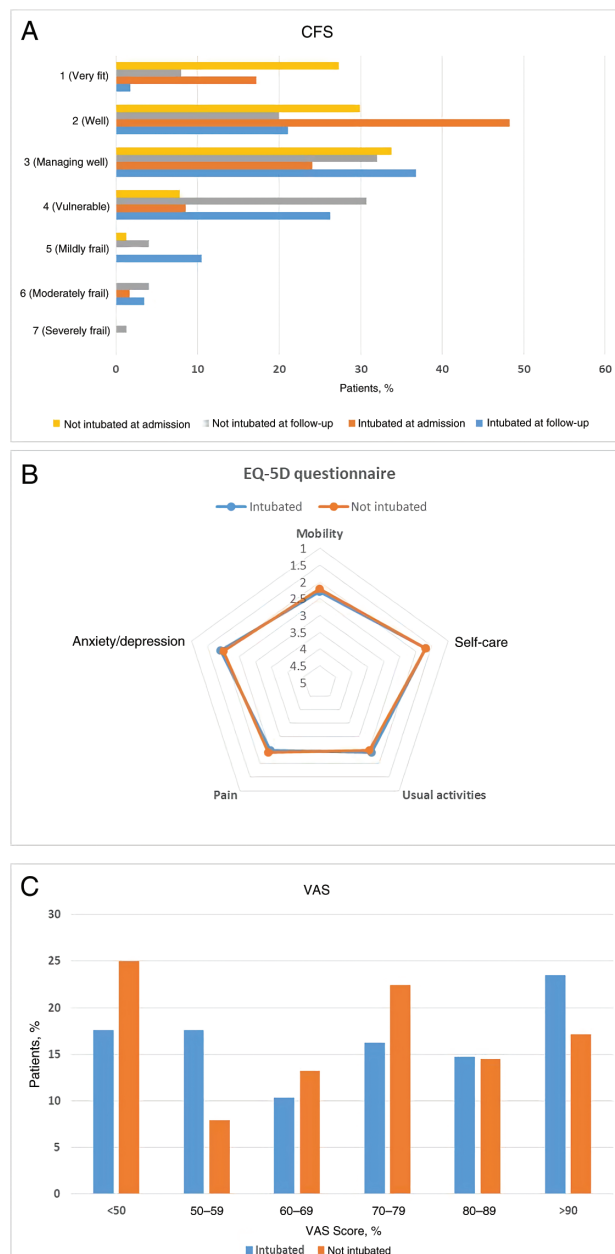 A
CFS
1 (Very fit)
2 (Well)
3 (Managing well)
4 (Vulnerable)
5 (Mildly frail)
6 (Moderately frail)
7 (Severely frail)
0 10 20 30 40 50 60
Patients, %
Not intubated at admission Not intubated at follow-up Intubated at admission Intubated at follow-up
B
EQ-5D questionnaire
Intubated Not intubated
Mobility
1
1.5
2
2.5
3
3.5
4
4.5
5
Anxiety/depression
Self-care
Pain
Usual activities
C
VAS
30
25
20
15
10
5
0
Patients, %
<50 50–59 60–69 70–79 80–89 >90
VAS Score, %
Intubated Not intubated